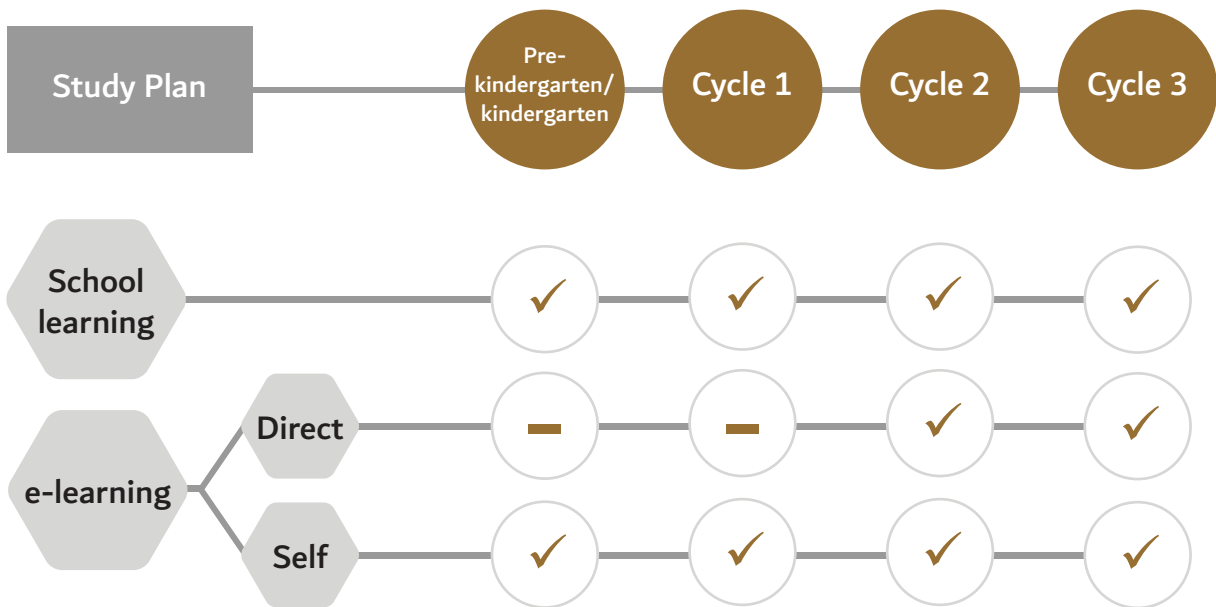 Study Plan
Pre-
kindergarten/
kindergarten
Cycle 1
Cycle 2
Cycle 3
School
learning
e-learning
Direct
Self